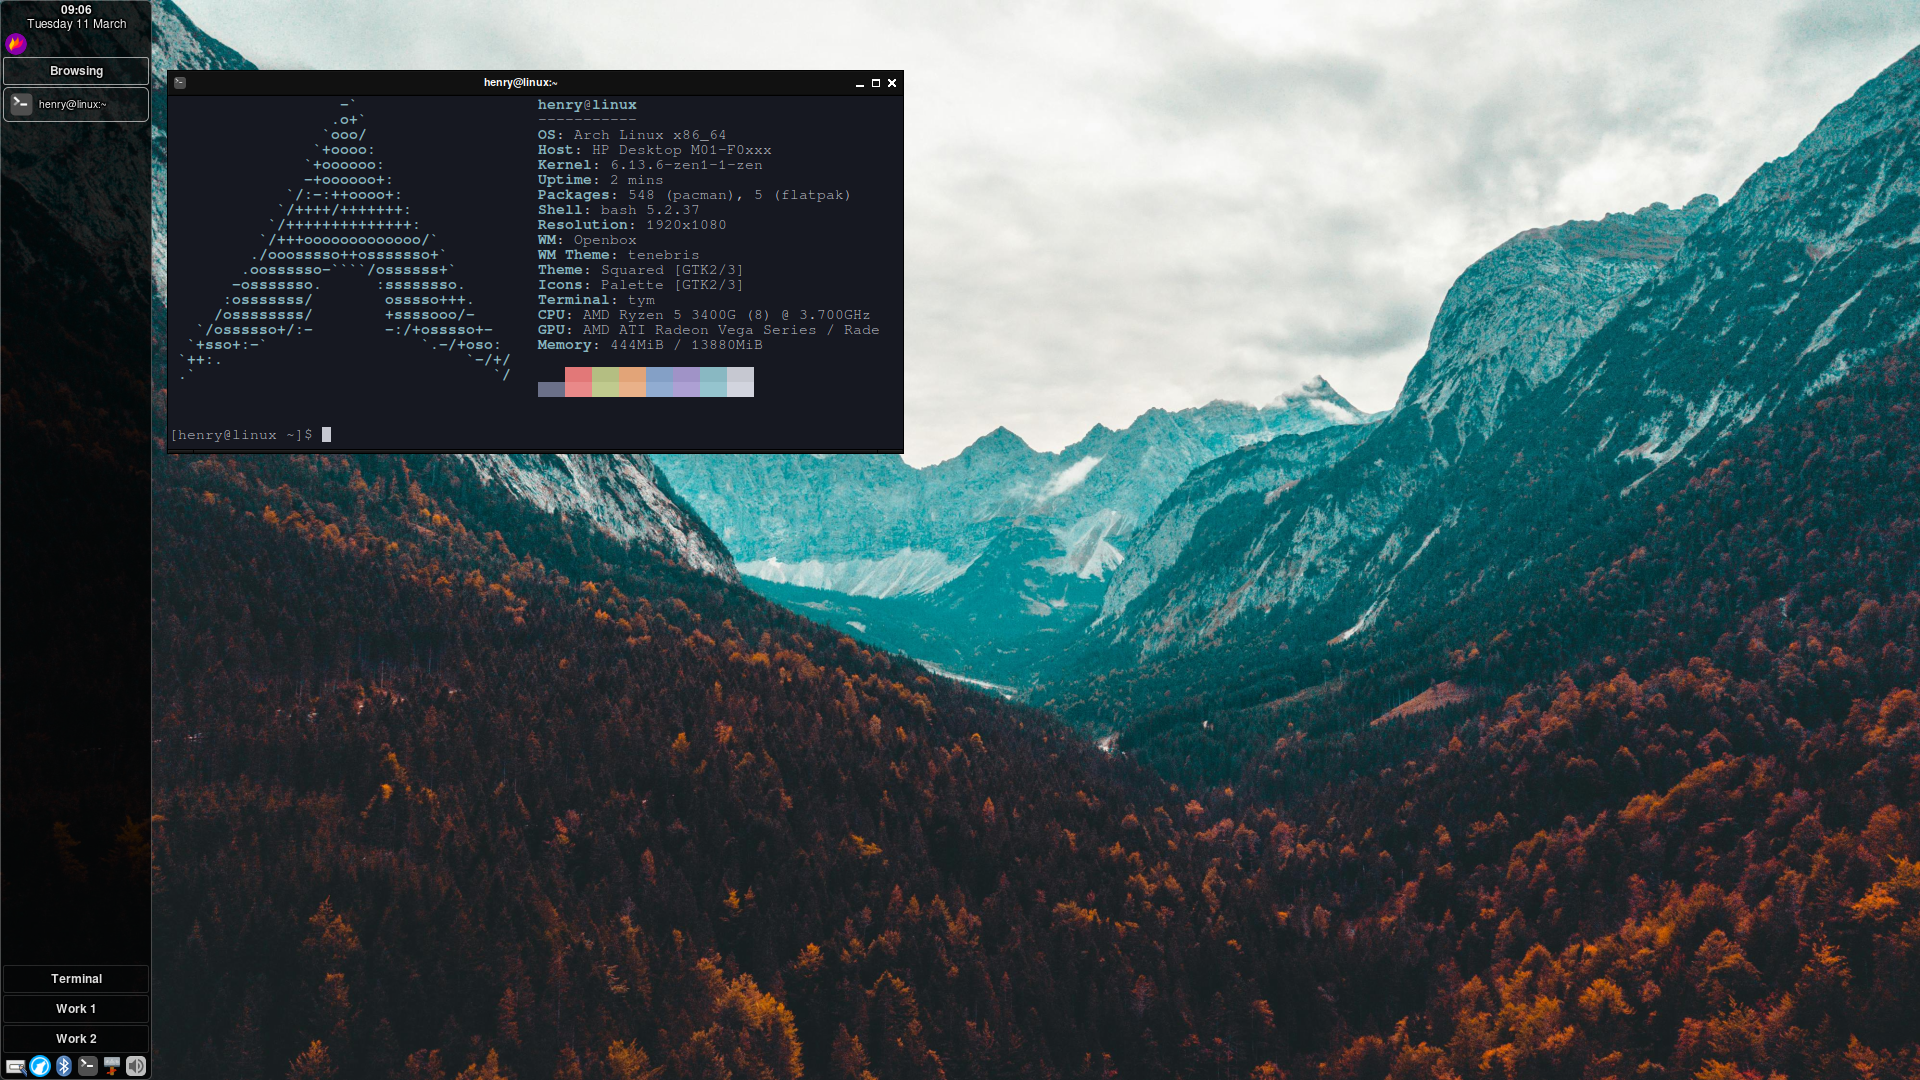 09:06
Tuesday 11 March
Browsing
henry@linux:~
henry@linux:~
-`
.o+`
`ooo/
`+oooo:
`+oooooo:
-+oooooo+:
`/:-:++oooo+:
`/++++/+++++++:
`/++++++++++++++:
`/+++ooooooooooooo/`
./ooosssso++osssssso+`
.oossssso-````/ossssss+`
-osssssso.      :ssssssso.
:osssssss/        osssso+++.
/ossssssss/        +ssssooo/-
`/ossssso+/:-        -:/+osssso+-
`+sso+:-`                 `.-/+oso:
`++:.                           `-/+/
.`                                 `/
henry@linux
-----------
OS: Arch Linux x86_64
Host: HP Desktop M01-F0xxx
Kernel: 6.13.6-zen1-1-zen
Uptime: 2 mins
Packages: 548 (pacman), 5 (flatpak)
Shell: bash 5.2.37
Resolution: 1920x1080
WM: Openbox
WM Theme: tenebris
Theme: Squared [GTK2/3]
Icons: Palette [GTK2/3]
Terminal: tym
CPU: AMD Ryzen 5 3400G (8) @ 3.700GHz
GPU: AMD ATI Radeon Vega Series / Rade
Memory: 444MiB / 13880MiB
[henry@linux ~]$
Terminal
Work 1
Work 2